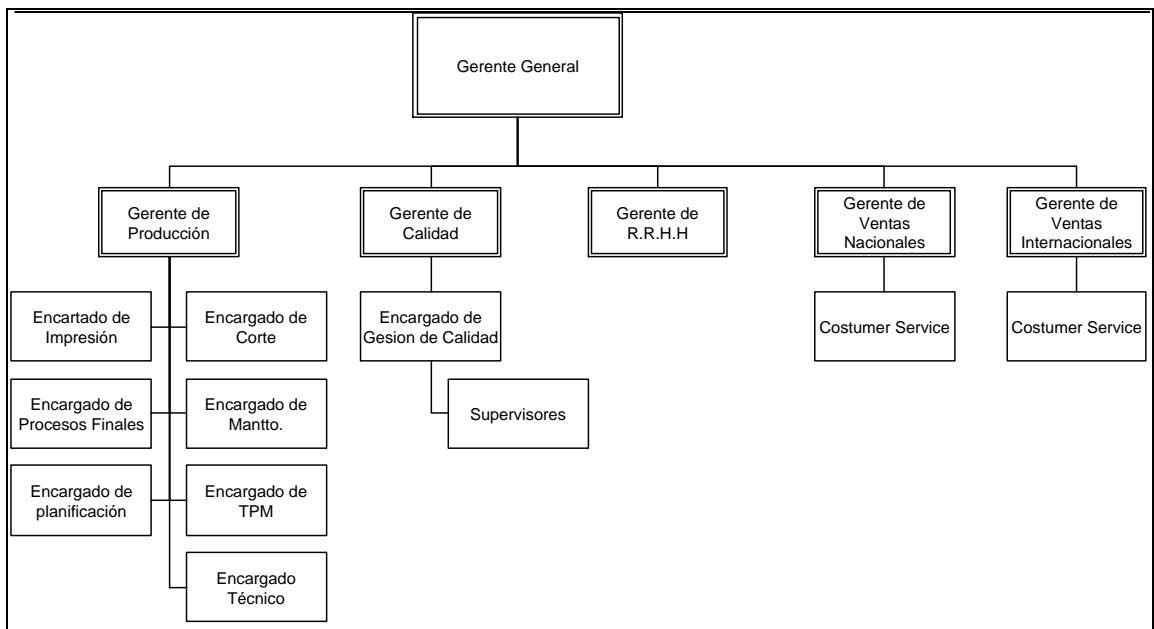 Gerente General
Gerente de
Producción
Gerente de
Calidad
Gerente de
R.R.H.H
Gerente de
Ventas
Nacionales
Gerente de
Ventas
Internacionales
Encartado de
Impresión
Encargado de
Corte
Encargado de
Gesion de Calidad
Costumer Service
Costumer Service
Encargado de
Procesos Finales
Encargado de
Mantto.
Supervisores
Encargado de
planificación
Encargado de
TPM
Encargado
Técnico